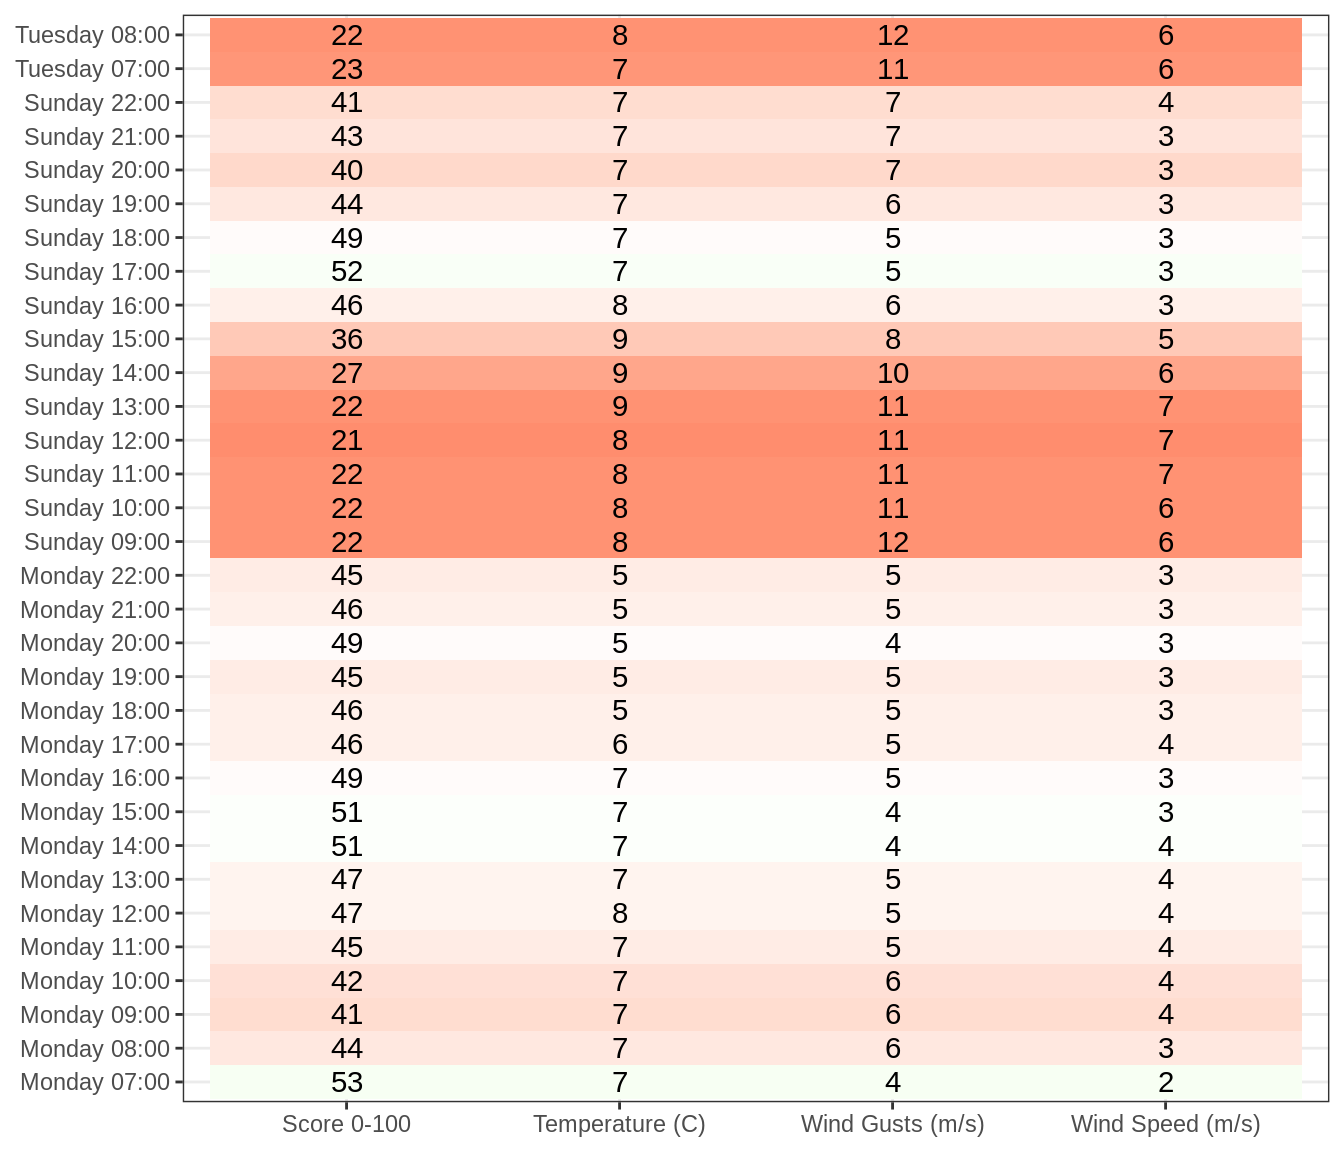 Tuesday 08:00 22 8 12 6
Tuesday 07:00 23 7 11 6
Sunday 22:00 41 7 7 4
Sunday 21:00 43 7 7 3
Sunday 20:00 40 7 7 3
Sunday 19:00 44 7 6 3
Sunday 18:00 49 7 5 3
Sunday 17:00 52 7 5 3
Sunday 16:00 46 8 6 3
Sunday 15:00 36 9 8 5
Sunday 14:00 27 9 10 6
Sunday 13:00 22 9 11 7
Sunday 12:00 21 8 11 7
Sunday 11:00 22 8 11 7
Sunday 10:00 22 8 11 6
Sunday 09:00 22 8 12 6
Monday 22:00 45 5 5 3
Monday 21:00 46 5 5 3
Monday 20:00 49 5 4 3
Monday 19:00 45 5 5 3
Monday 18:00 46 5 5 3
Monday 17:00 46 6 5 4
Monday 16:00 49 7 5 3
Monday 15:00 51 7 4 3
Monday 14:00 51 7 4 4
Monday 13:00 47 7 5 4
Monday 12:00 47 8 5 4
Monday 11:00 45 7 5 4
Monday 10:00 42 7 6 4
Monday 09:00 41 7 6 4
Monday 08:00 44 7 6 3
Monday 07:00 53 7 4 2
Score 0-100 Temperature (C) Wind Gusts (m/s) Wind Speed (m/s)